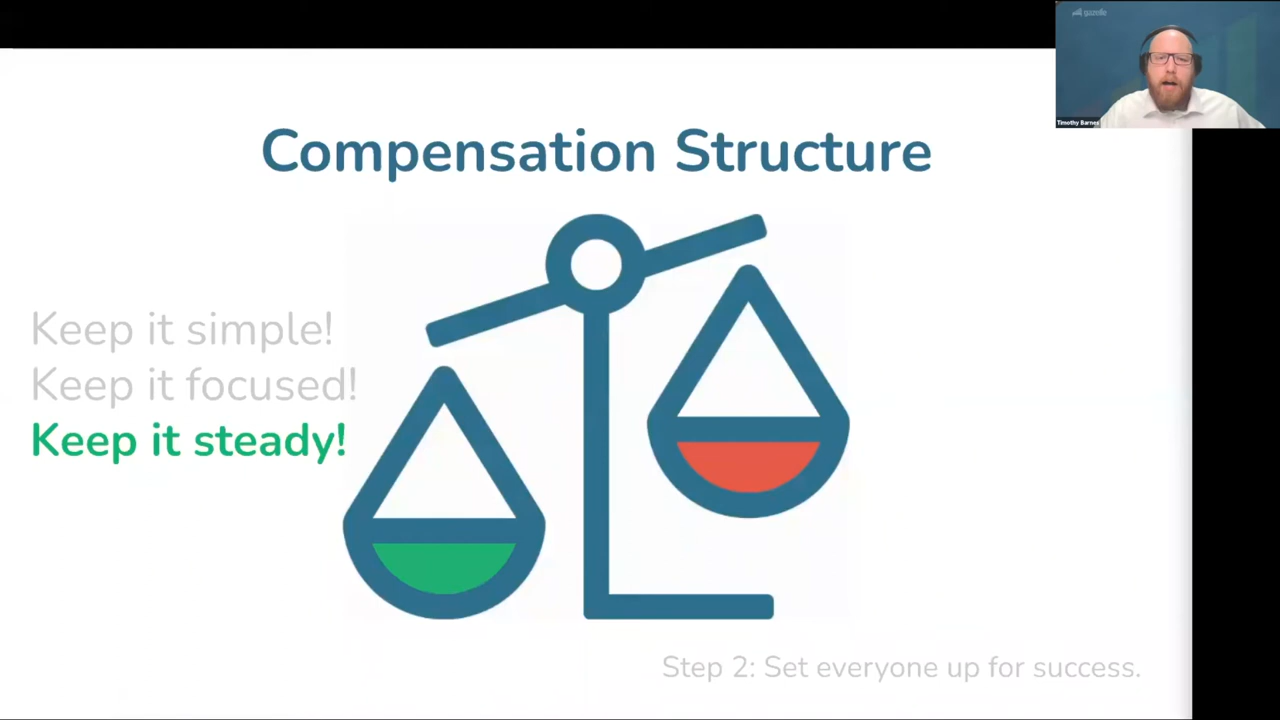 gazelle
Timothy Barnes
Compensation Structure
Keep it simple!
Keep it focused!
Keep it steady!
Step 2: Set everyone up for success.